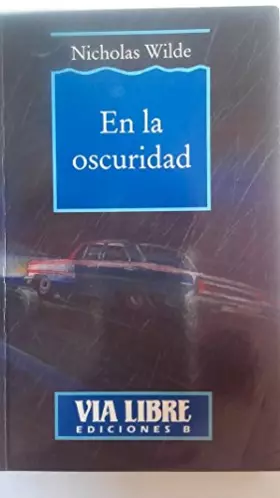 Nicholas Wilde
En la
oscuridad
VIA LIBRE
EDICIONES B